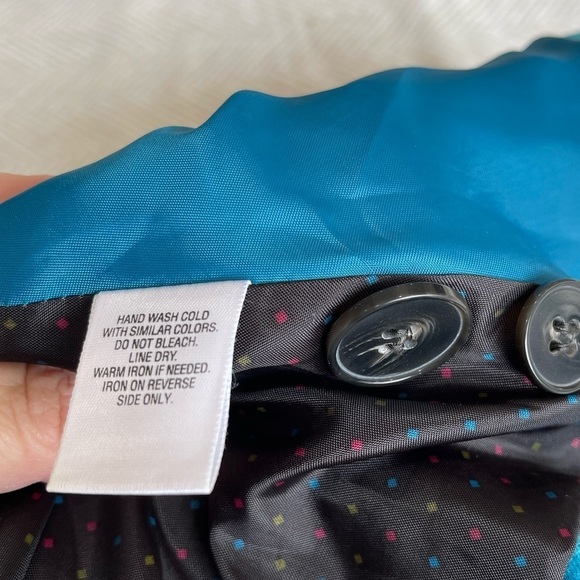 HAND WASH COLD
WITH SIMILAR COLORS.
DO NOT BLEACH.
LINE DRY.
WARM IRON IF NEEDED.
IRON ON REVERSE
SIDE ONLY.